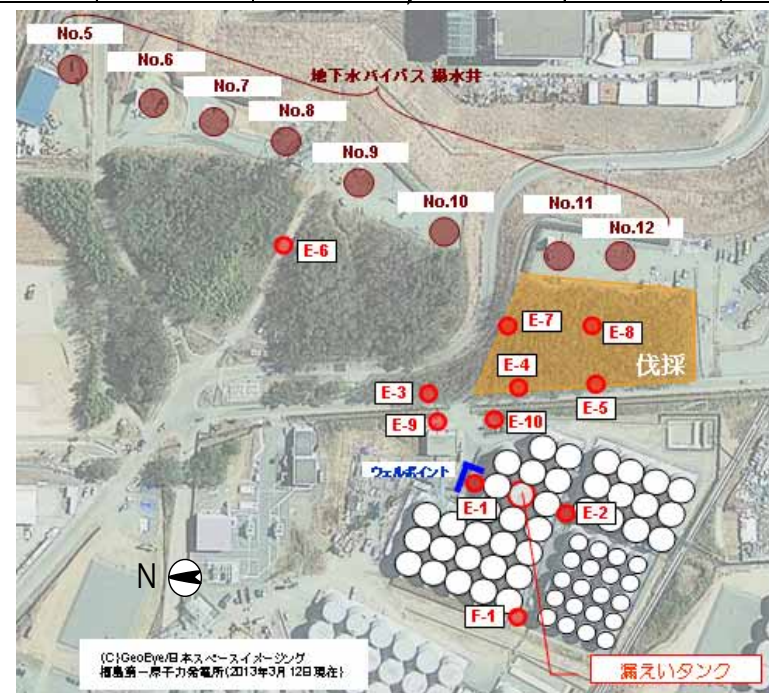 No.5
No.6
No.7
No.8
地下水バイパス 揚水井
No.9
No.10
No.11
No.12
E-6
E-7
E-8
伐採
E-4
E-3
E-5
E-9
E-10
ウェルポイント
E-1
E-2
N
F-1
(C)GeoEye/日本スペースイメージング
福島第一原子力発電所(2013年3月12日現在)
漏えいタンク